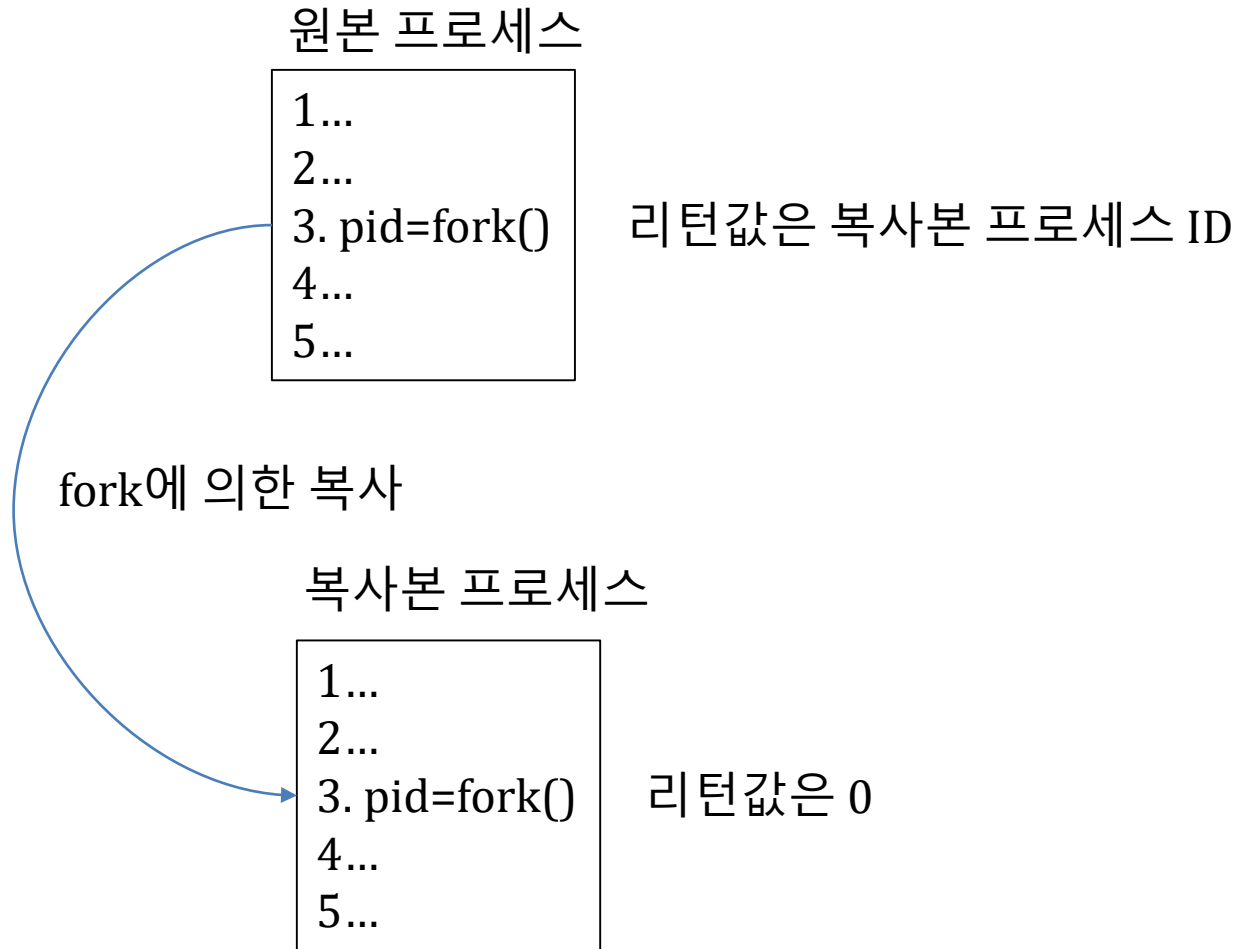 원본 프로세스
1...
2...
3. pid=fork()
리턴값은 복사본 프로세스 ID
4...
5...
fork에 의한 복사
복사본 프로세스
1...
2...
3. pid=fork()
리턴값은 0
4...
5...